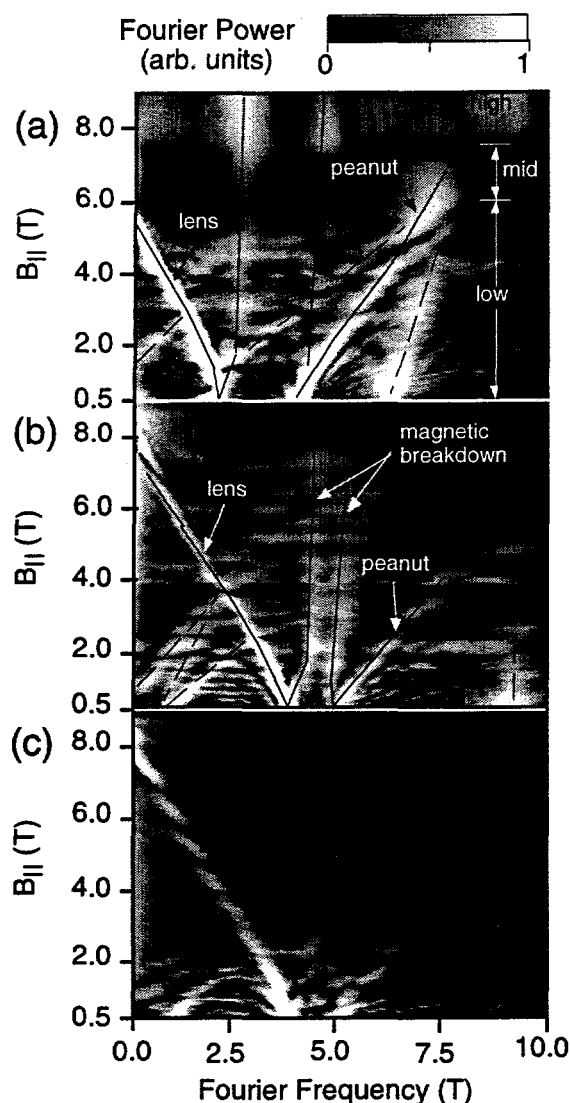 Fourier Power
(arb. units)
0 1
(a)
8.0
6.0
4.0
2.0
0.5
B|| (T)
high
mid
low
peanut
lens
(b)
8.0
6.0
4.0
2.0
0.5
B|| (T)
magnetic
breakdown
lens
peanut
(c)
8.0
6.0
4.0
2.0
0.5
B|| (T)
0.0 2.5 5.0 7.5 10.0
Fourier Frequency (T)